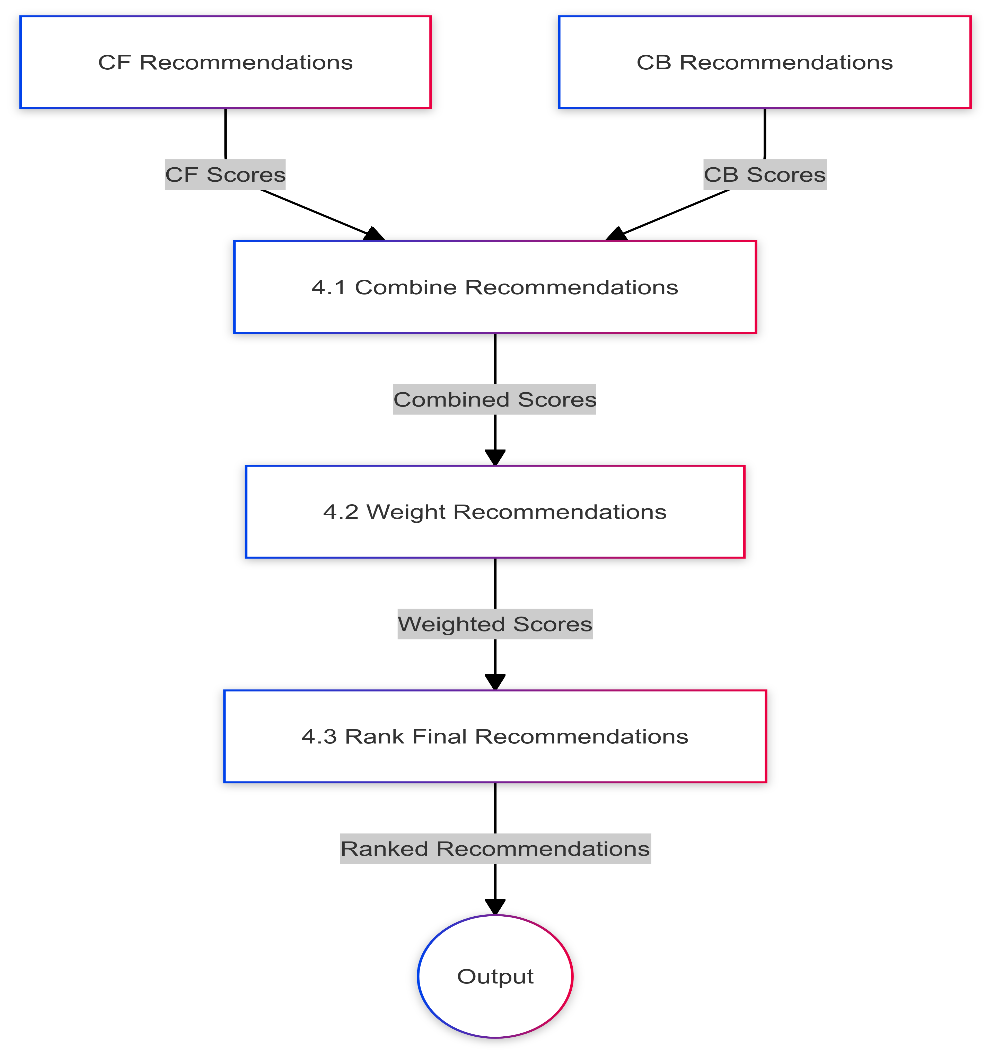 CF Recommendations
CB Recommendations
CF Scores
CB Scores
4.1 Combine Recommendations
Combined Scores
4.2 Weight Recommendations
Weighted Scores
4.3 Rank Final Recommendations
Ranked Recommendations
Output